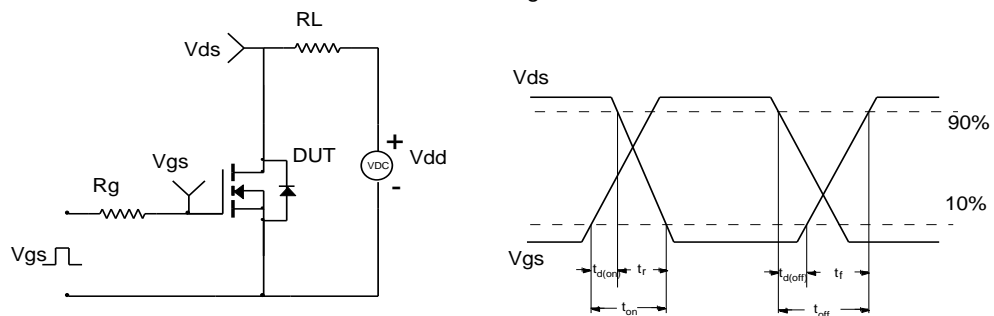 RL
Vds
DUT
VDC
+
Vdd
-
Vgs
Rg
Vgs
Vds
90%
10%
Vgs
td(on)
tr
ton
td(off)
tf
toff